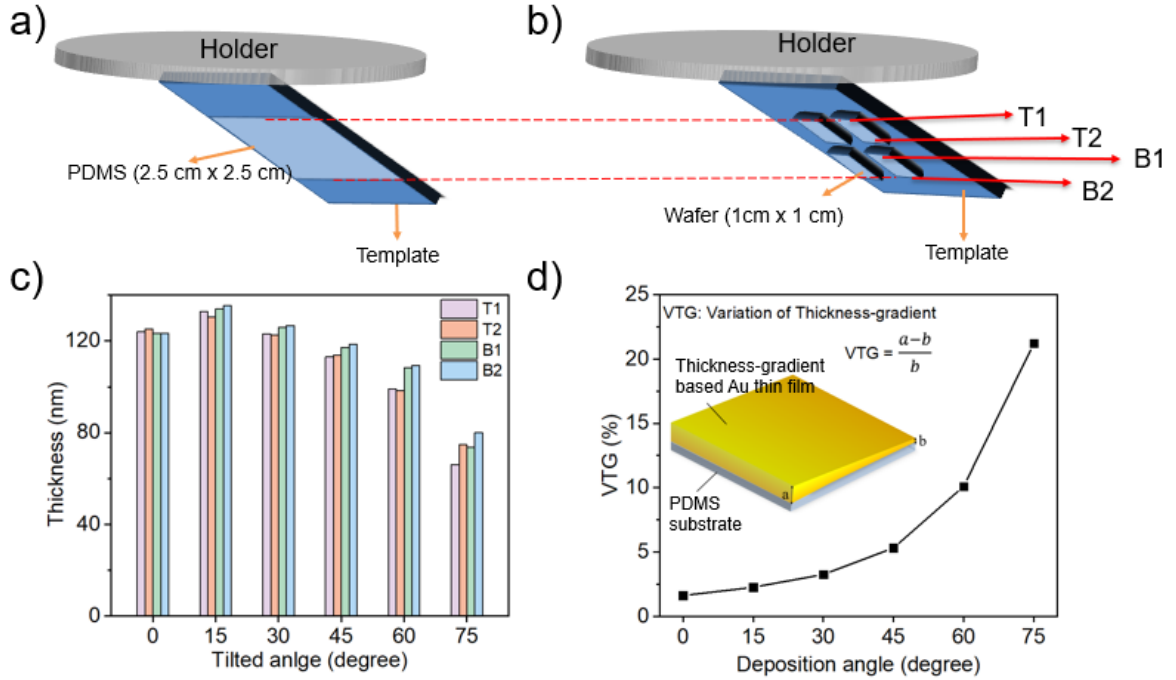 a)
Holder
PDMS (2.5 cm x 2.5 cm)
Template
b)
Holder
T1
T2
B1
B2
Wafer (1cm x 1 cm)
Template
c)
Thickness (nm)
120
80
40
0
T1
T2
B1
B2
0 15 30 45 60 75
Tilted anlge (degree)
d)
VTG (%)
25
20
15
10
5
0
VTG: Variation of Thickness-gradient
VTG = a−b/b
Thickness-gradient
based Au thin film
b
a
PDMS
substrate
0 15 30 45 60 75
Deposition angle (degree)